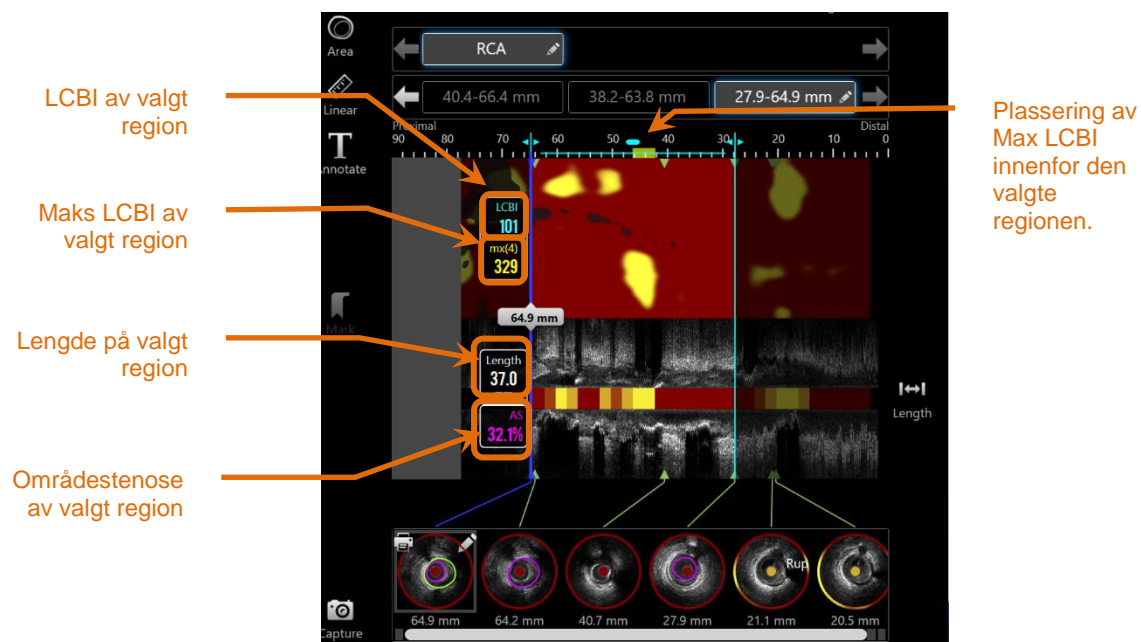 Area
RCA
LCBI av valgt
region
Linear
40.4-66.4 mm
38.2-63.8 mm
27.9-64.9 mm
Proximal
Distal
90 80 70 60 50 40 30 20 10 0
Annotate
Plassering av
Max LCBI
innenfor den
valgte
regionen.
Maks LCBI av
valgt region
LCBI
101
mx(4)
329
Mark
64.9 mm
Lengde på valgt
region
Length
37.0
Length
AS
32.1%
Områdestenose
av valgt region
Rup
64.9 mm
64.2 mm
40.7 mm
27.9 mm
21.1 mm
20.5 mm
Capture